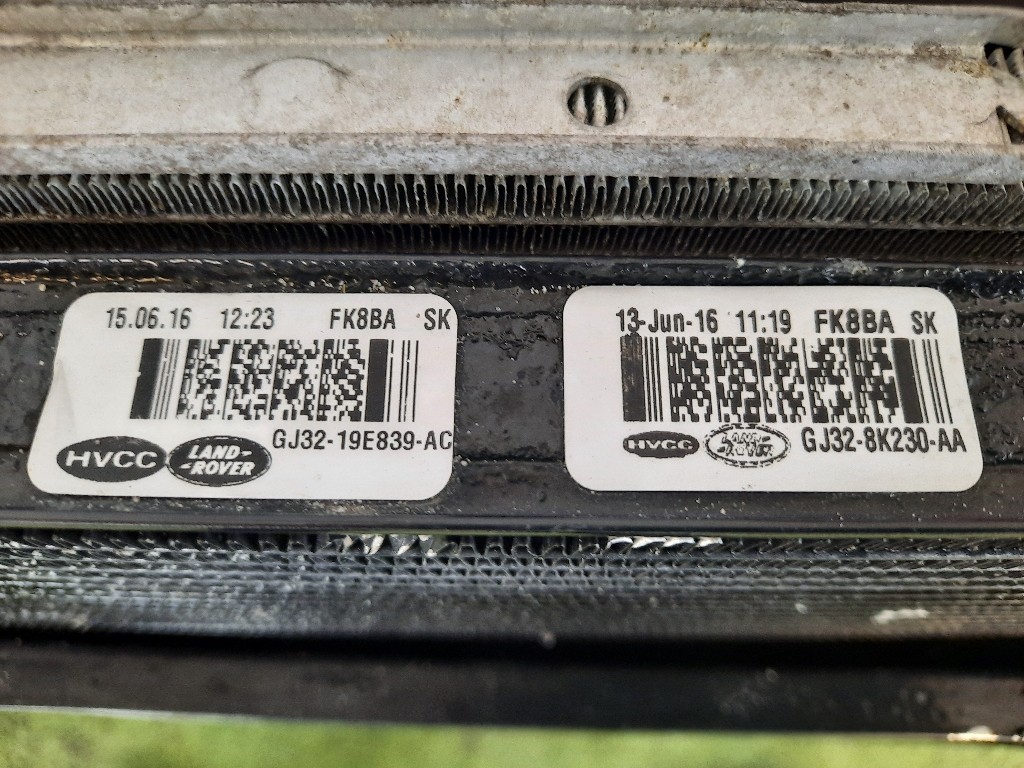 15.06.16 12:23 FK8BA SK
GJ32-19E839-AC
HVCC LAND-
-ROVER
13-Jun-16 11:19 FK8BA SK
GJ32-8K230-AA
HVCC LAND-
-ROVER